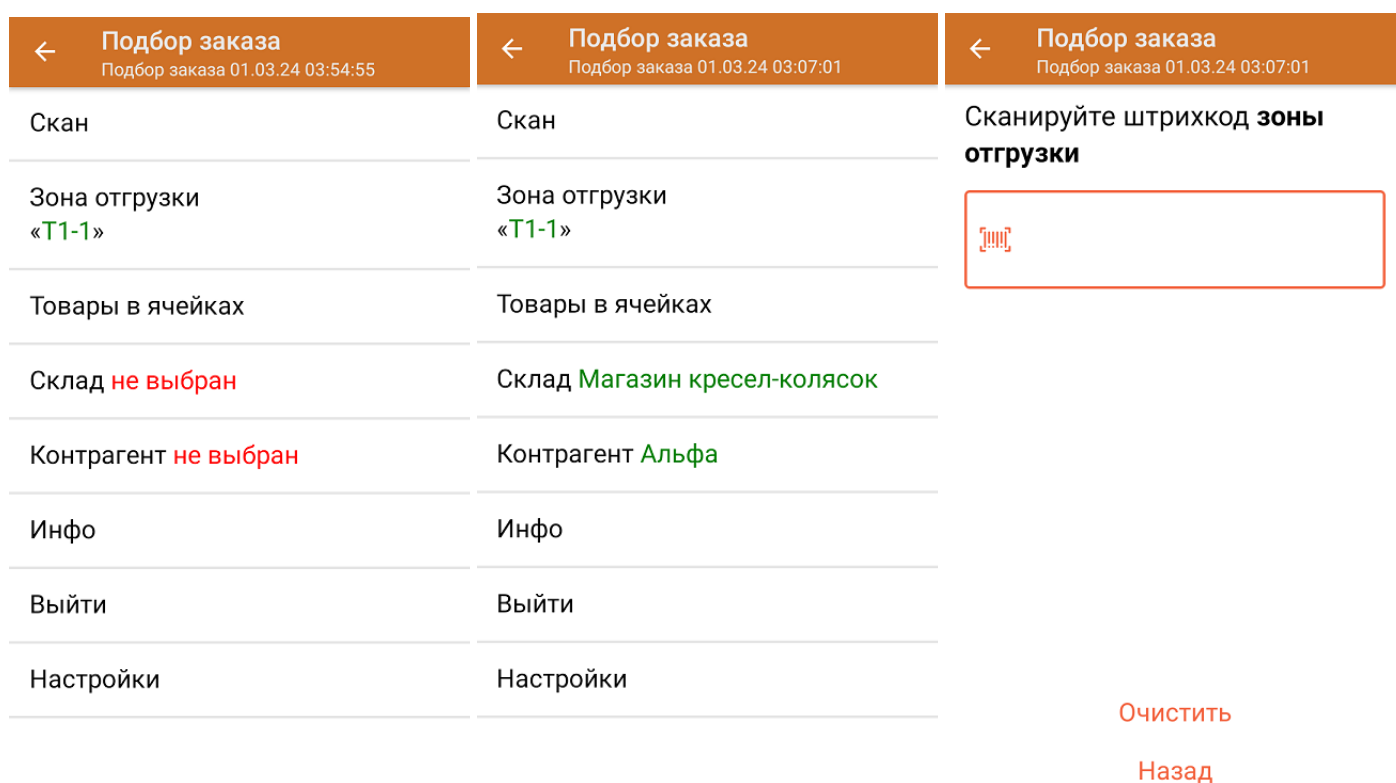 Подбор заказа
Подбор заказа 01.03.24 03:54:55
Скан
Зона отгрузки
«Т1-1»
Товары в ячейках
Склад не выбран
Контрагент не выбран
Инфо
Выйти
Настройки
Подбор заказа
Подбор заказа 01.03.24 03:07:01
Скан
Зона отгрузки
«Т1-1»
Товары в ячейках
Склад Магазин кресел-колясок
Контрагент Альфа
Инфо
Выйти
Настройки
Подбор заказа
Подбор заказа 01.03.24 03:07:01
Сканируйте штрихкод зоны
отгрузки
Очистить
Назад